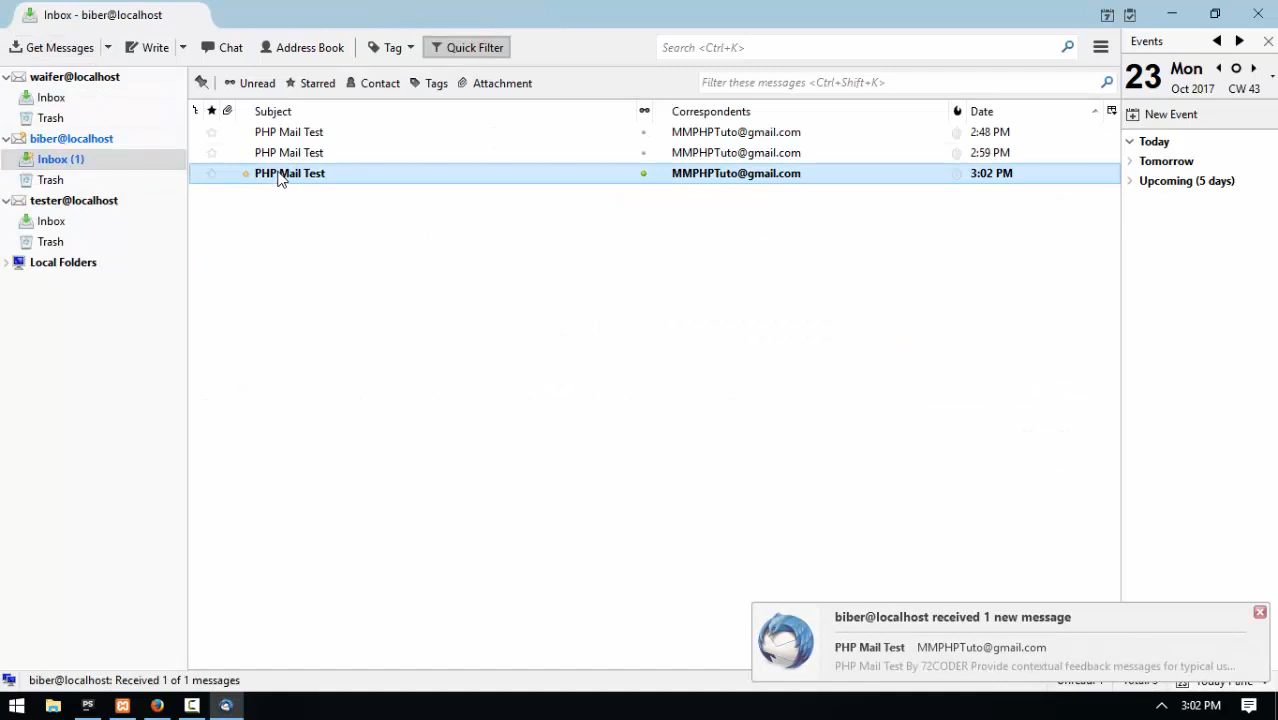 Inbox - biber@localhost
Get Messages Write Chat Address Book Tag Quick Filter Search <Ctrl+K>
Events
23 Mon
Oct 2017 CW 43
New Event
Today
Tomorrow
Upcoming (5 days)
waifer@localhost
Inbox
Trash
biber@localhost
Inbox (1)
Trash
tester@localhost
Inbox
Trash
Local Folders
Unread Starred Contact Tags Attachment Filter these messages <Ctrl+Shift+K>
Subject Correspondents Date
PHP Mail Test MMPHPTuto@gmail.com 2:48 PM
PHP Mail Test MMPHPTuto@gmail.com 2:59 PM
PHP Mail Test MMPHPTuto@gmail.com 3:02 PM
biber@localhost received 1 new message
PHP Mail Test MMPHPTuto@gmail.com
PHP Mail Test By 72CODER Provide contextual feedback messages for typical us...
biber@localhost: Received 1 of 1 messages
3:02 PM